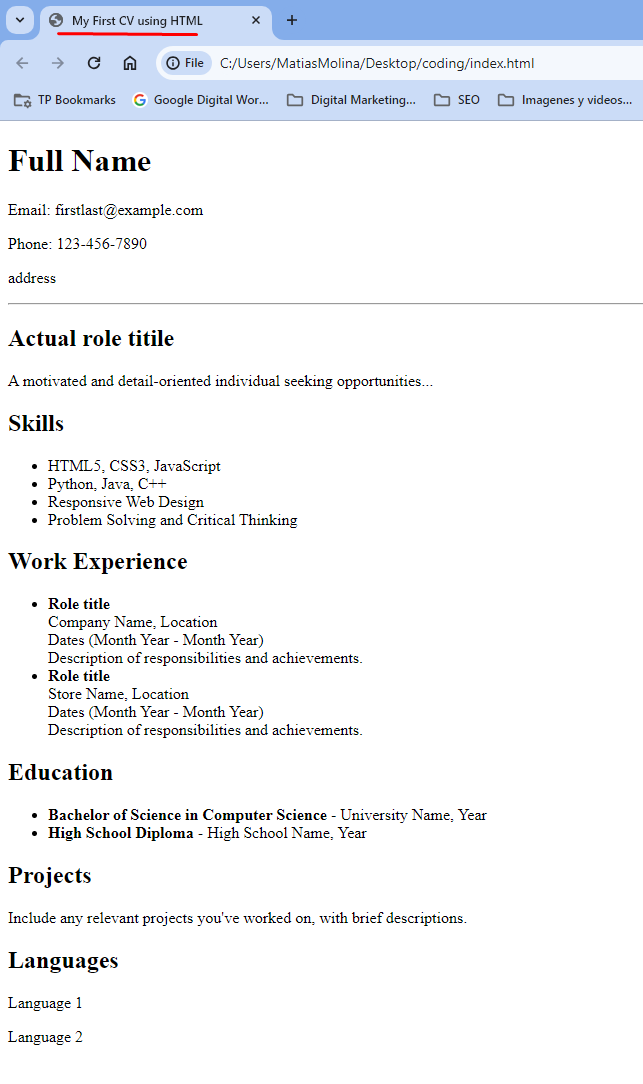 My First CV using HTML
File C:/Users/MatiasMolina/Desktop/coding/index.html
TP Bookmarks Google Digital Wor... Digital Marketing... SEO Imagenes y videos...
Full Name
Email: firstlast@example.com
Phone: 123-456-7890
address
Actual role titile
A motivated and detail-oriented individual seeking opportunities...
Skills
HTML5, CSS3, JavaScript
Python, Java, C++
Responsive Web Design
Problem Solving and Critical Thinking
Work Experience
Role title
Company Name, Location
Dates (Month Year - Month Year)
Description of responsibilities and achievements.
Role title
Store Name, Location
Dates (Month Year - Month Year)
Description of responsibilities and achievements.
Education
Bachelor of Science in Computer Science - University Name, Year
High School Diploma - High School Name, Year
Projects
Include any relevant projects you've worked on, with brief descriptions.
Languages
Language 1
Language 2